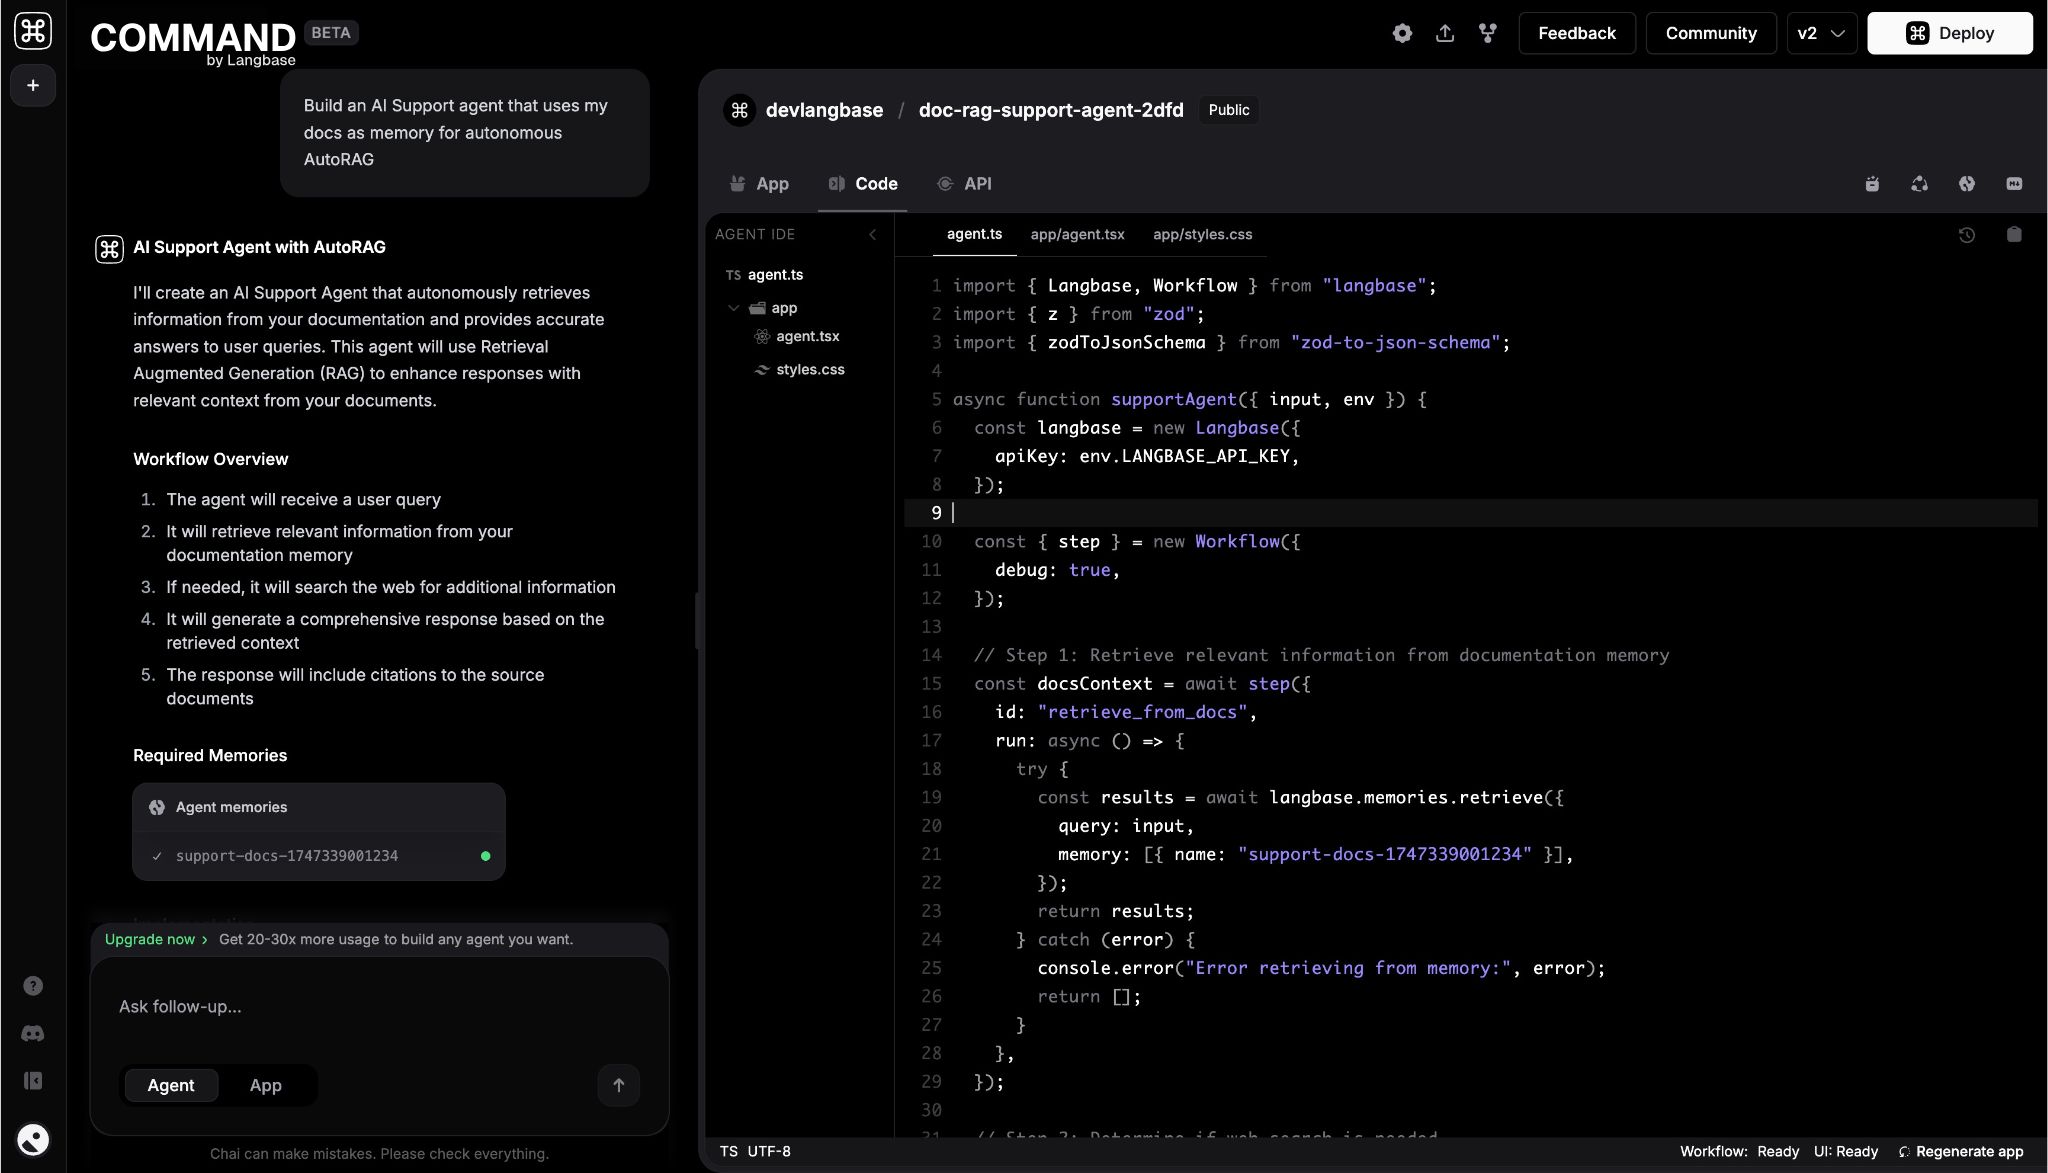 COMMAND BETA
by Langbase
Feedback
Community
v2
Deploy
Build an AI Support agent that uses my
docs as memory for autonomous
AutoRAG
AI Support Agent with AutoRAG
I'll create an AI Support Agent that autonomously retrieves
information from your documentation and provides accurate
answers to user queries. This agent will use Retrieval
Augmented Generation (RAG) to enhance responses with
relevant context from your documents.
Workflow Overview
1. The agent will receive a user query
2. It will retrieve relevant information from your
documentation memory
3. If needed, it will search the web for additional information
4. It will generate a comprehensive response based on the
retrieved context
5. The response will include citations to the source
documents
Required Memories
Agent memories
support-docs-1747339001234
Upgrade now › Get 20-30x more usage to build any agent you want.
Ask follow-up...
Agent App
Chai can make mistakes. Please check everything.
devlangbase / doc-rag-support-agent-2dfd Public
App Code API
AGENT IDE
TS agent.ts
app
agent.tsx
styles.css
agent.ts app/agent.tsx app/styles.css
1 import { Langbase, Workflow } from "langbase";
2 import { z } from "zod";
3 import { zodToJsonSchema } from "zod-to-json-schema";
4
5 async function supportAgent({ input, env }) {
6 const langbase = new Langbase({
7 apiKey: env.LANGBASE_API_KEY,
8 });
9
10 const { step } = new Workflow({
11 debug: true,
12 });
13
14 // Step 1: Retrieve relevant information from documentation memory
15 const docsContext = await step({
16 id: "retrieve_from_docs",
17 run: async () => {
18 try {
19 const results = await langbase.memories.retrieve({
20 query: input,
21 memory: [{ name: "support-docs-1747339001234" }],
22 });
23 return results;
24 } catch (error) {
25 console.error("Error retrieving from memory:", error);
26 return [];
27 }
28 },
29 });
30
31 // Step 2: Determine if web search is needed
TS UTF-8
Workflow: Ready UI: Ready Regenerate app